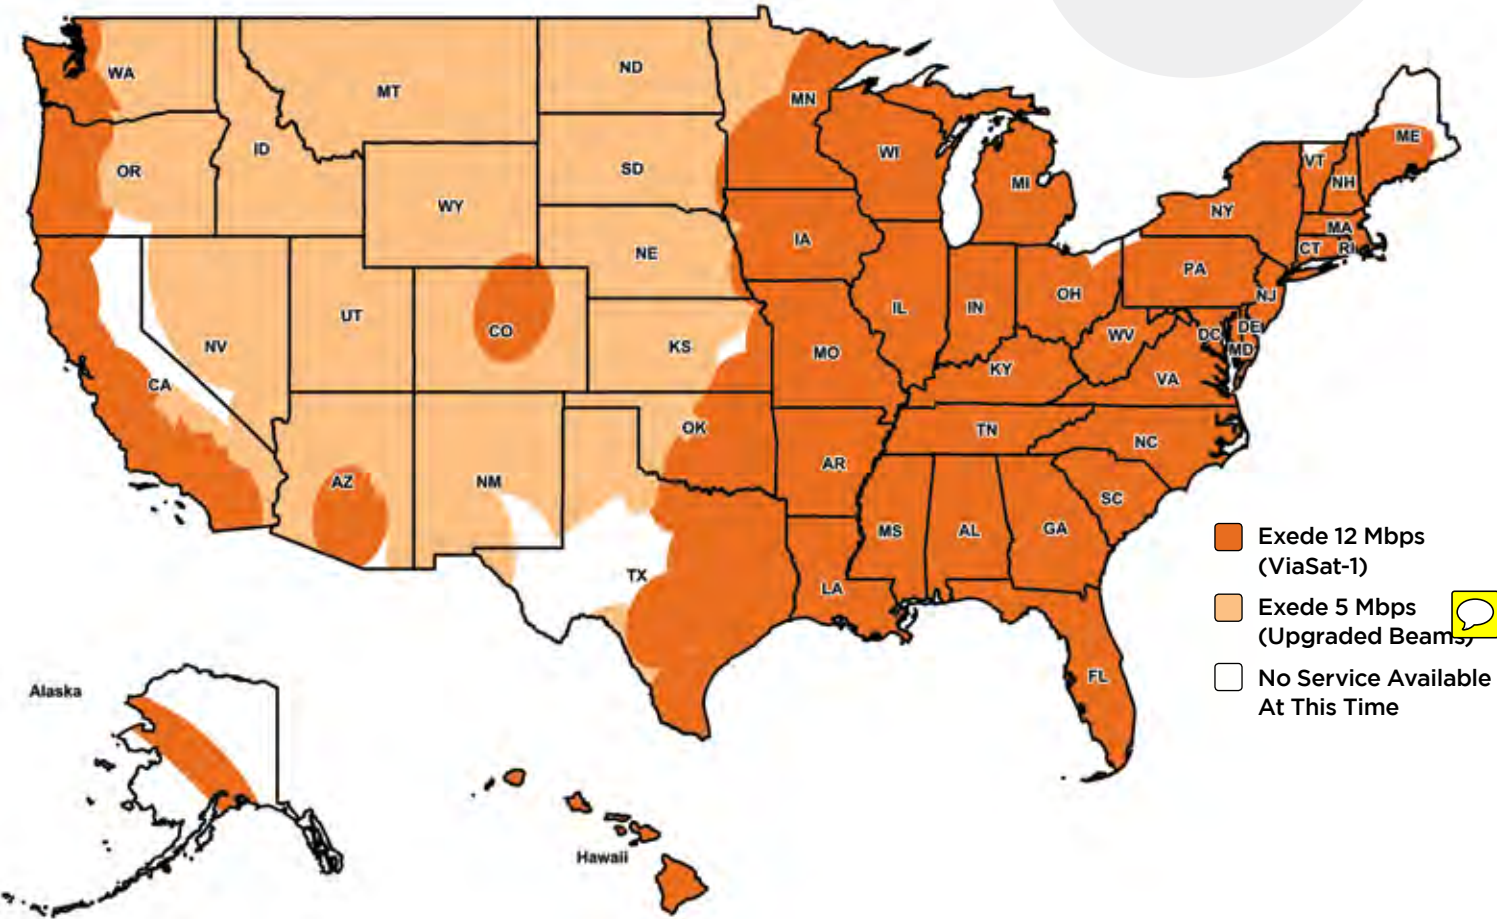 WA
MT
ND
MN
OR
ID
SD
WI
MI
ME
VT
NH
WY
NY
MA
CT
RI
NE
IA
PA
NJ
UT
CO
NV
KS
IL
IN
OH
WV
DC
DE
MD
MO
KY
VA
CA
OK
TN
NC
AR
AZ
NM
SC
MS
AL
GA
TX
LA
FL
Exede 12 Mbps
(ViaSat-1)
Exede 5 Mbps
(Upgraded Beams)
No Service Available
At This Time
Alaska
Hawaii